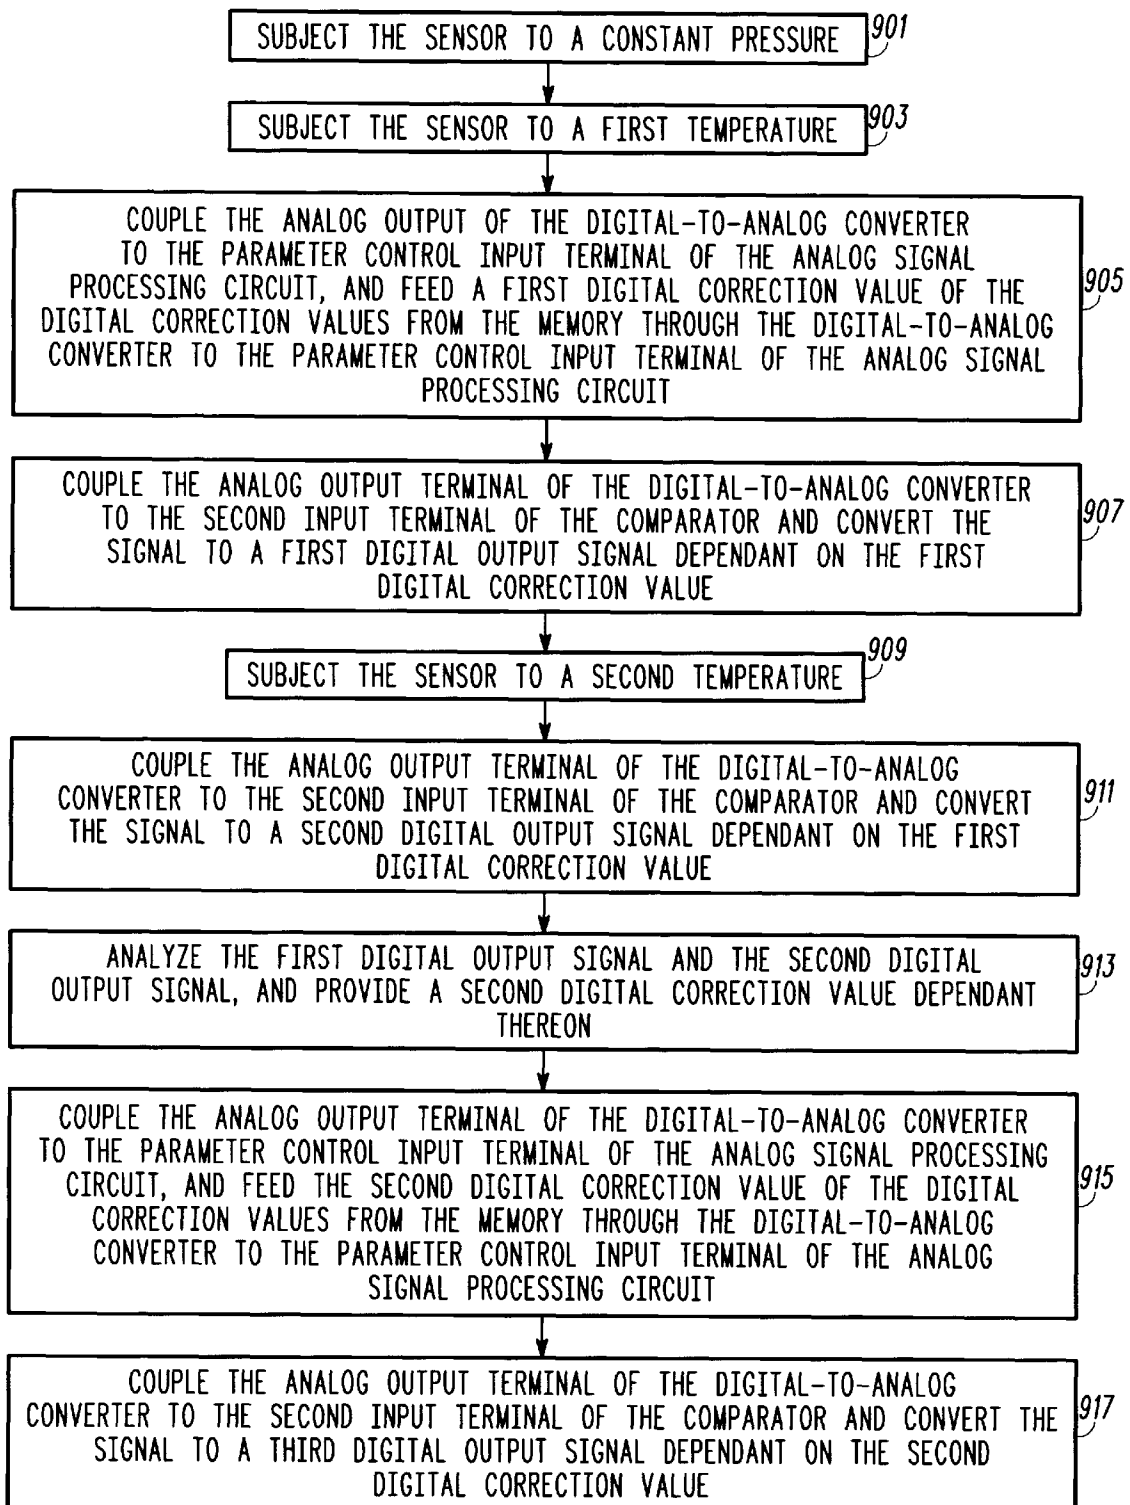 SUBJECT THE SENSOR TO A CONSTANT PRESSURE
901
SUBJECT THE SENSOR TO A FIRST TEMPERATURE
903
COUPLE THE ANALOG OUTPUT OF THE DIGITAL-TO-ANALOG CONVERTER
TO THE PARAMETER CONTROL INPUT TERMINAL OF THE ANALOG SIGNAL
PROCESSING CIRCUIT, AND FEED A FIRST DIGITAL CORRECTION VALUE OF THE
DIGITAL CORRECTION VALUES FROM THE MEMORY THROUGH THE DIGITAL-TO-ANALOG
CONVERTER TO THE PARAMETER CONTROL INPUT TERMINAL OF THE ANALOG SIGNAL
PROCESSING CIRCUIT
905
COUPLE THE ANALOG OUTPUT TERMINAL OF THE DIGITAL-TO-ANALOG CONVERTER
TO THE SECOND INPUT TERMINAL OF THE COMPARATOR AND CONVERT THE
SIGNAL TO A FIRST DIGITAL OUTPUT SIGNAL DEPENDANT ON THE FIRST
DIGITAL CORRECTION VALUE
907
SUBJECT THE SENSOR TO A SECOND TEMPERATURE
909
COUPLE THE ANALOG OUTPUT TERMINAL OF THE DIGITAL-TO-ANALOG
CONVERTER TO THE SECOND INPUT TERMINAL OF THE COMPARATOR AND CONVERT
THE SIGNAL TO A SECOND DIGITAL OUTPUT SIGNAL DEPENDANT ON THE FIRST
DIGITAL CORRECTION VALUE
911
ANALYZE THE FIRST DIGITAL OUTPUT SIGNAL AND THE SECOND DIGITAL
OUTPUT SIGNAL, AND PROVIDE A SECOND DIGITAL CORRECTION VALUE DEPENDANT
THEREON
913
COUPLE THE ANALOG OUTPUT TERMINAL OF THE DIGITAL-TO-ANALOG CONVERTER
TO THE PARAMETER CONTROL INPUT TERMINAL OF THE ANALOG SIGNAL PROCESSING
CIRCUIT, AND FEED THE SECOND DIGITAL CORRECTION VALUE OF THE DIGITAL
CORRECTION VALUES FROM THE MEMORY THROUGH THE DIGITAL-TO-ANALOG
CONVERTER TO THE PARAMETER CONTROL INPUT TERMINAL OF THE ANALOG
SIGNAL PROCESSING CIRCUIT
915
COUPLE THE ANALOG OUTPUT TERMINAL OF THE DIGITAL-TO-ANALOG
CONVERTER TO THE SECOND INPUT TERMINAL OF THE COMPARATOR AND CONVERT THE
SIGNAL TO A THIRD DIGITAL OUTPUT SIGNAL DEPENDANT ON THE SECOND
DIGITAL CORRECTION VALUE
917